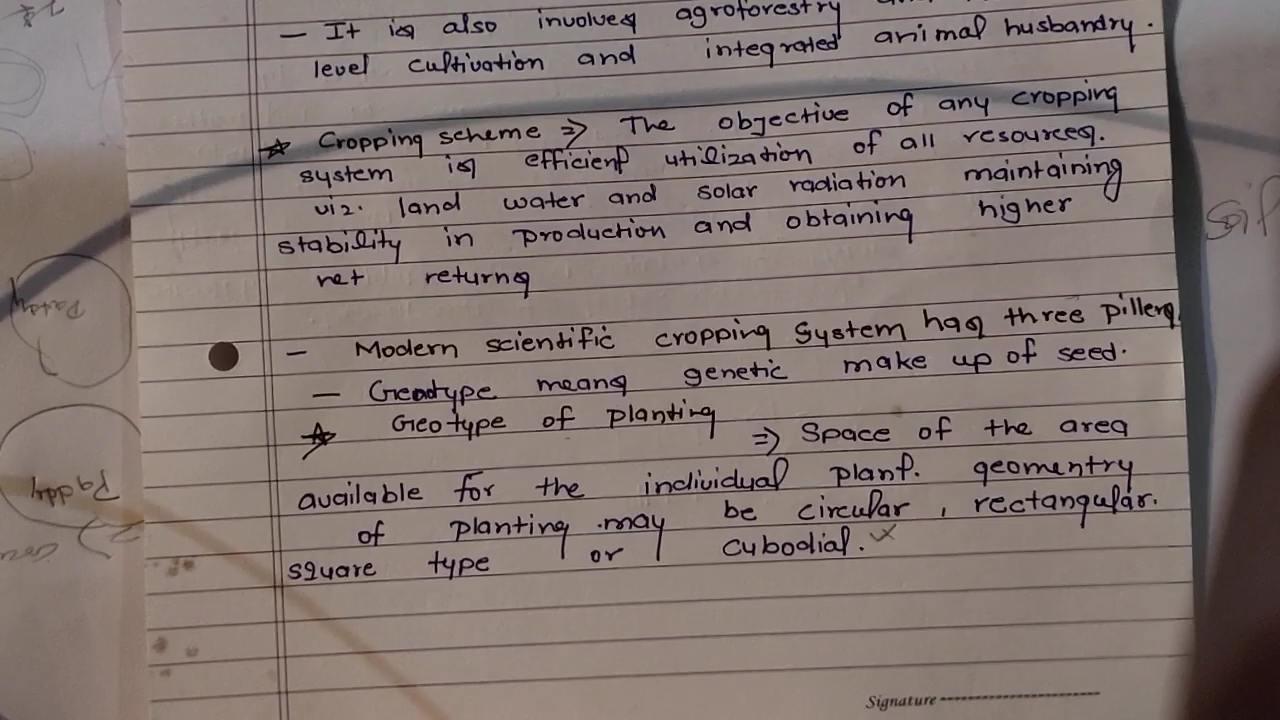 — It is also involves agroforestry
level cultivation and integrated animal husbandry.
☆ Cropping scheme ⇒ The objective of any cropping
system is efficient utilization of all resources.
viz. land water and solar radiation maintaining
stability in production and obtaining higher
net returns
— Modern scientific cropping System has three pillers
— Geotype means genetic make up of seed.
☆ Geotype of planting ⇒ Space of the area
available for the individual plant. geomentry
of planting may be circular, rectangular.
square type or cubodial.
Signature
Paddy
Paddy